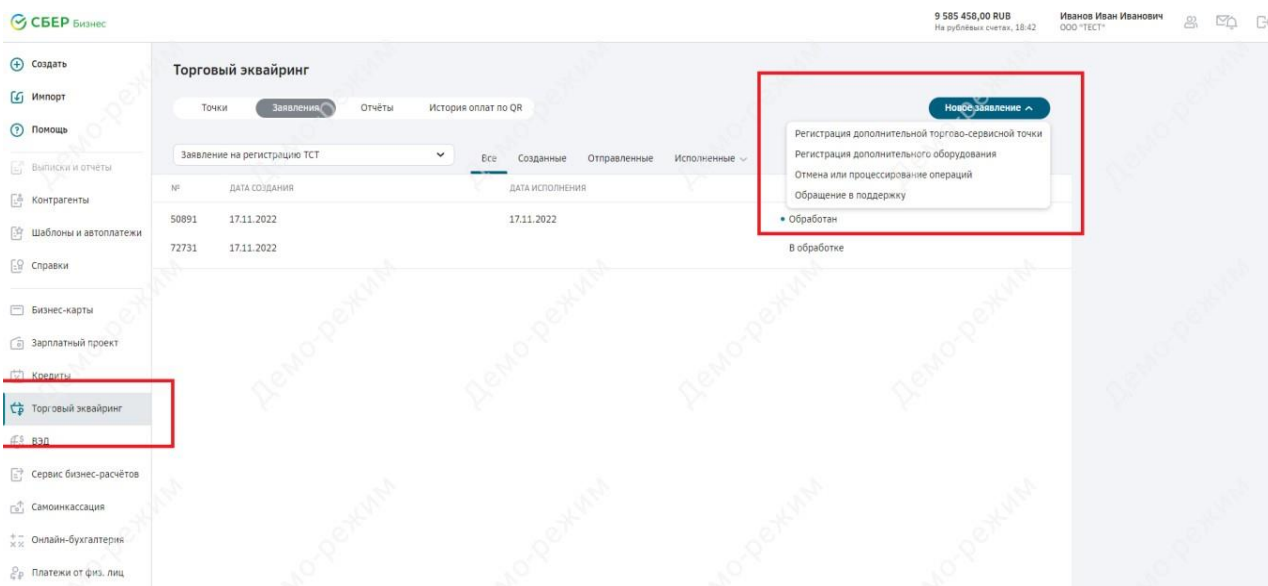 СБЕР Бизнес
9 585 458,00 RUB
На рублёвых счетах, 18:42
Иванов Иван Иванович
ООО "ТЕСТ"
Создать
Импорт
Помощь
Выписки и отчёты
Контрагенты
Шаблоны и автоплатежи
Справки
Бизнес-карты
Зарплатный проект
Кредиты
Торговый эквайринг
ВЭД
Сервис бизнес-расчётов
Самоинкассация
Онлайн-бухгалтерия
Платежи от физ. лиц
Торговый эквайринг
Точки Заявления Отчёты История оплат по QR
Новое заявление
Регистрация дополнительной торгово-сервисной точки
Регистрация дополнительного оборудования
Отмена или процессирование операций
Обращение в поддержку
Заявление на регистрацию ТСТ
Все Созданные Отправленные Исполненные
№ ДАТА СОЗДАНИЯ ДАТА ИСПОЛНЕНИЯ
50891 17.11.2022 17.11.2022 Обработан
72731 17.11.2022 В обработке
Демо-режим